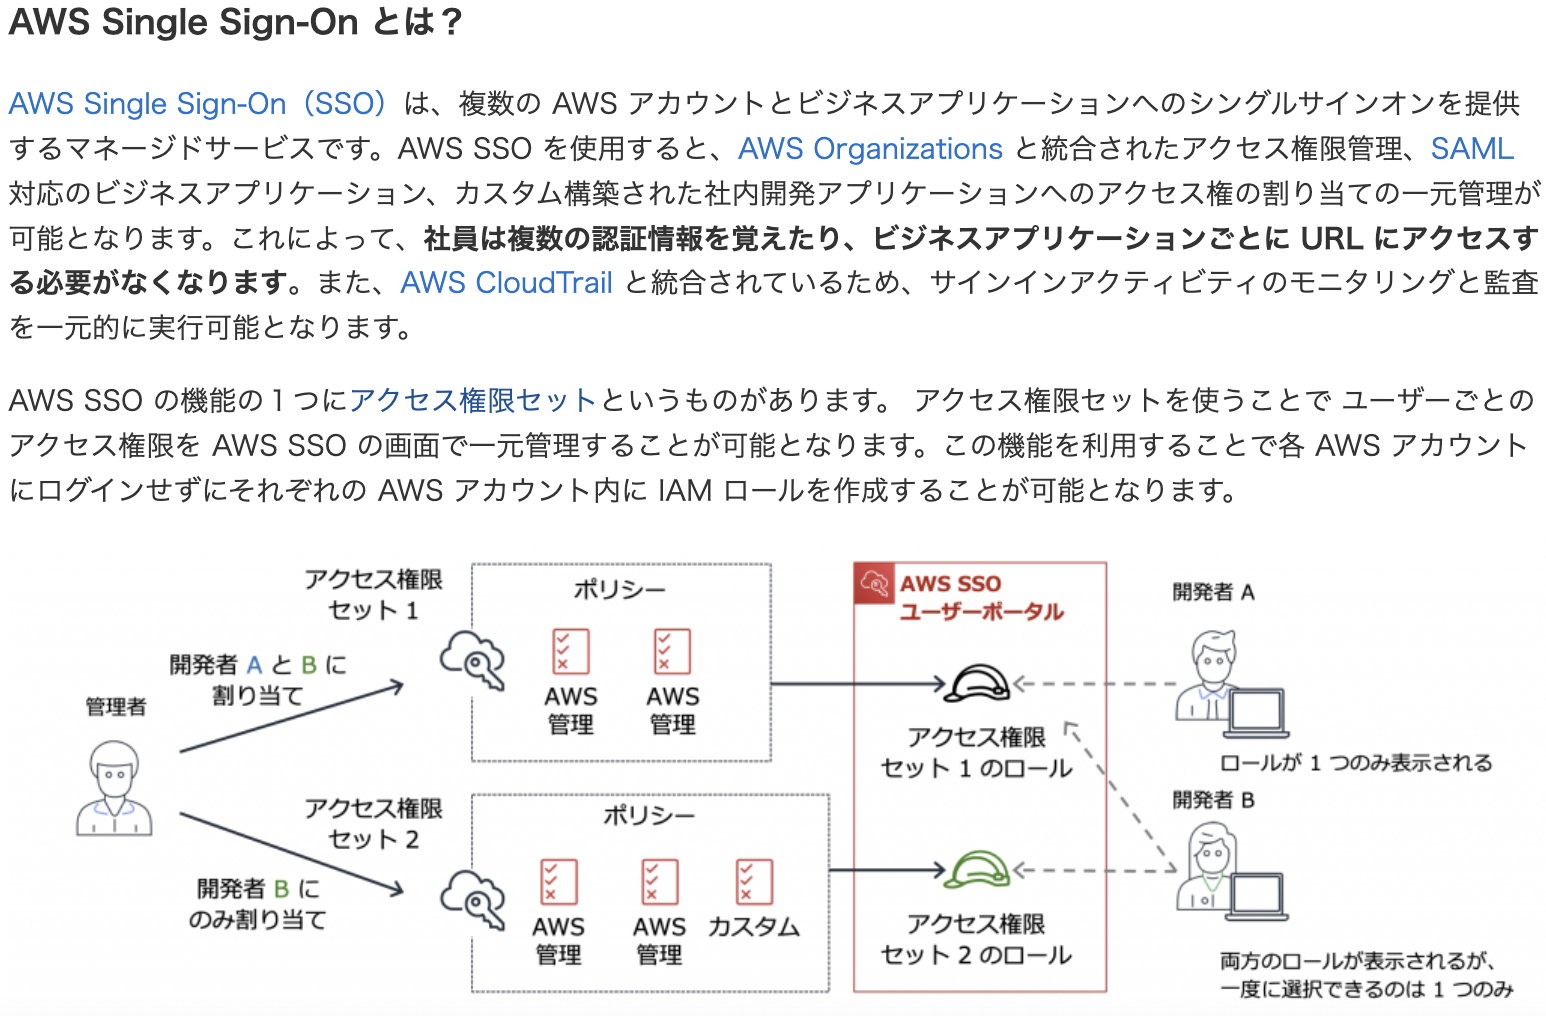 AWS Single Sign-On とは？
AWS Single Sign-On（SSO）は、複数の AWS アカウントとビジネスアプリケーションへのシングルサインオンを提供
するマネージドサービスです。AWS SSO を使用すると、AWS Organizations と統合されたアクセス権限管理、SAML
対応のビジネスアプリケーション、カスタム構築された社内開発アプリケーションへのアクセス権の割り当ての一元管理が
可能となります。これによって、社員は複数の認証情報を覚えたり、ビジネスアプリケーションごとに URL にアクセスす
る必要がなくなります。また、AWS CloudTrail と統合されているため、サインインアクティビティのモニタリングと監査
を一元的に実行可能となります。
AWS SSO の機能の１つにアクセス権限セットというものがあります。 アクセス権限セットを使うことで ユーザーごとの
アクセス権限を AWS SSO の画面で一元管理することが可能となります。この機能を利用することで各 AWS アカウント
にログインせずにそれぞれの AWS アカウント内に IAM ロールを作成することが可能となります。
管理者
開発者 A と B に
割り当て
アクセス権限
セット 1
ポリシー
AWS
管理
AWS
管理
開発者 B に
のみ割り当て
アクセス権限
セット 2
ポリシー
AWS
管理
AWS
管理
カスタム
AWS SSO
ユーザーポータル
アクセス権限
セット 1 のロール
アクセス権限
セット 2 のロール
開発者 A
ロールが 1 つのみ表示される
開発者 B
両方のロールが表示されるが、
一度に選択できるのは 1 つのみ